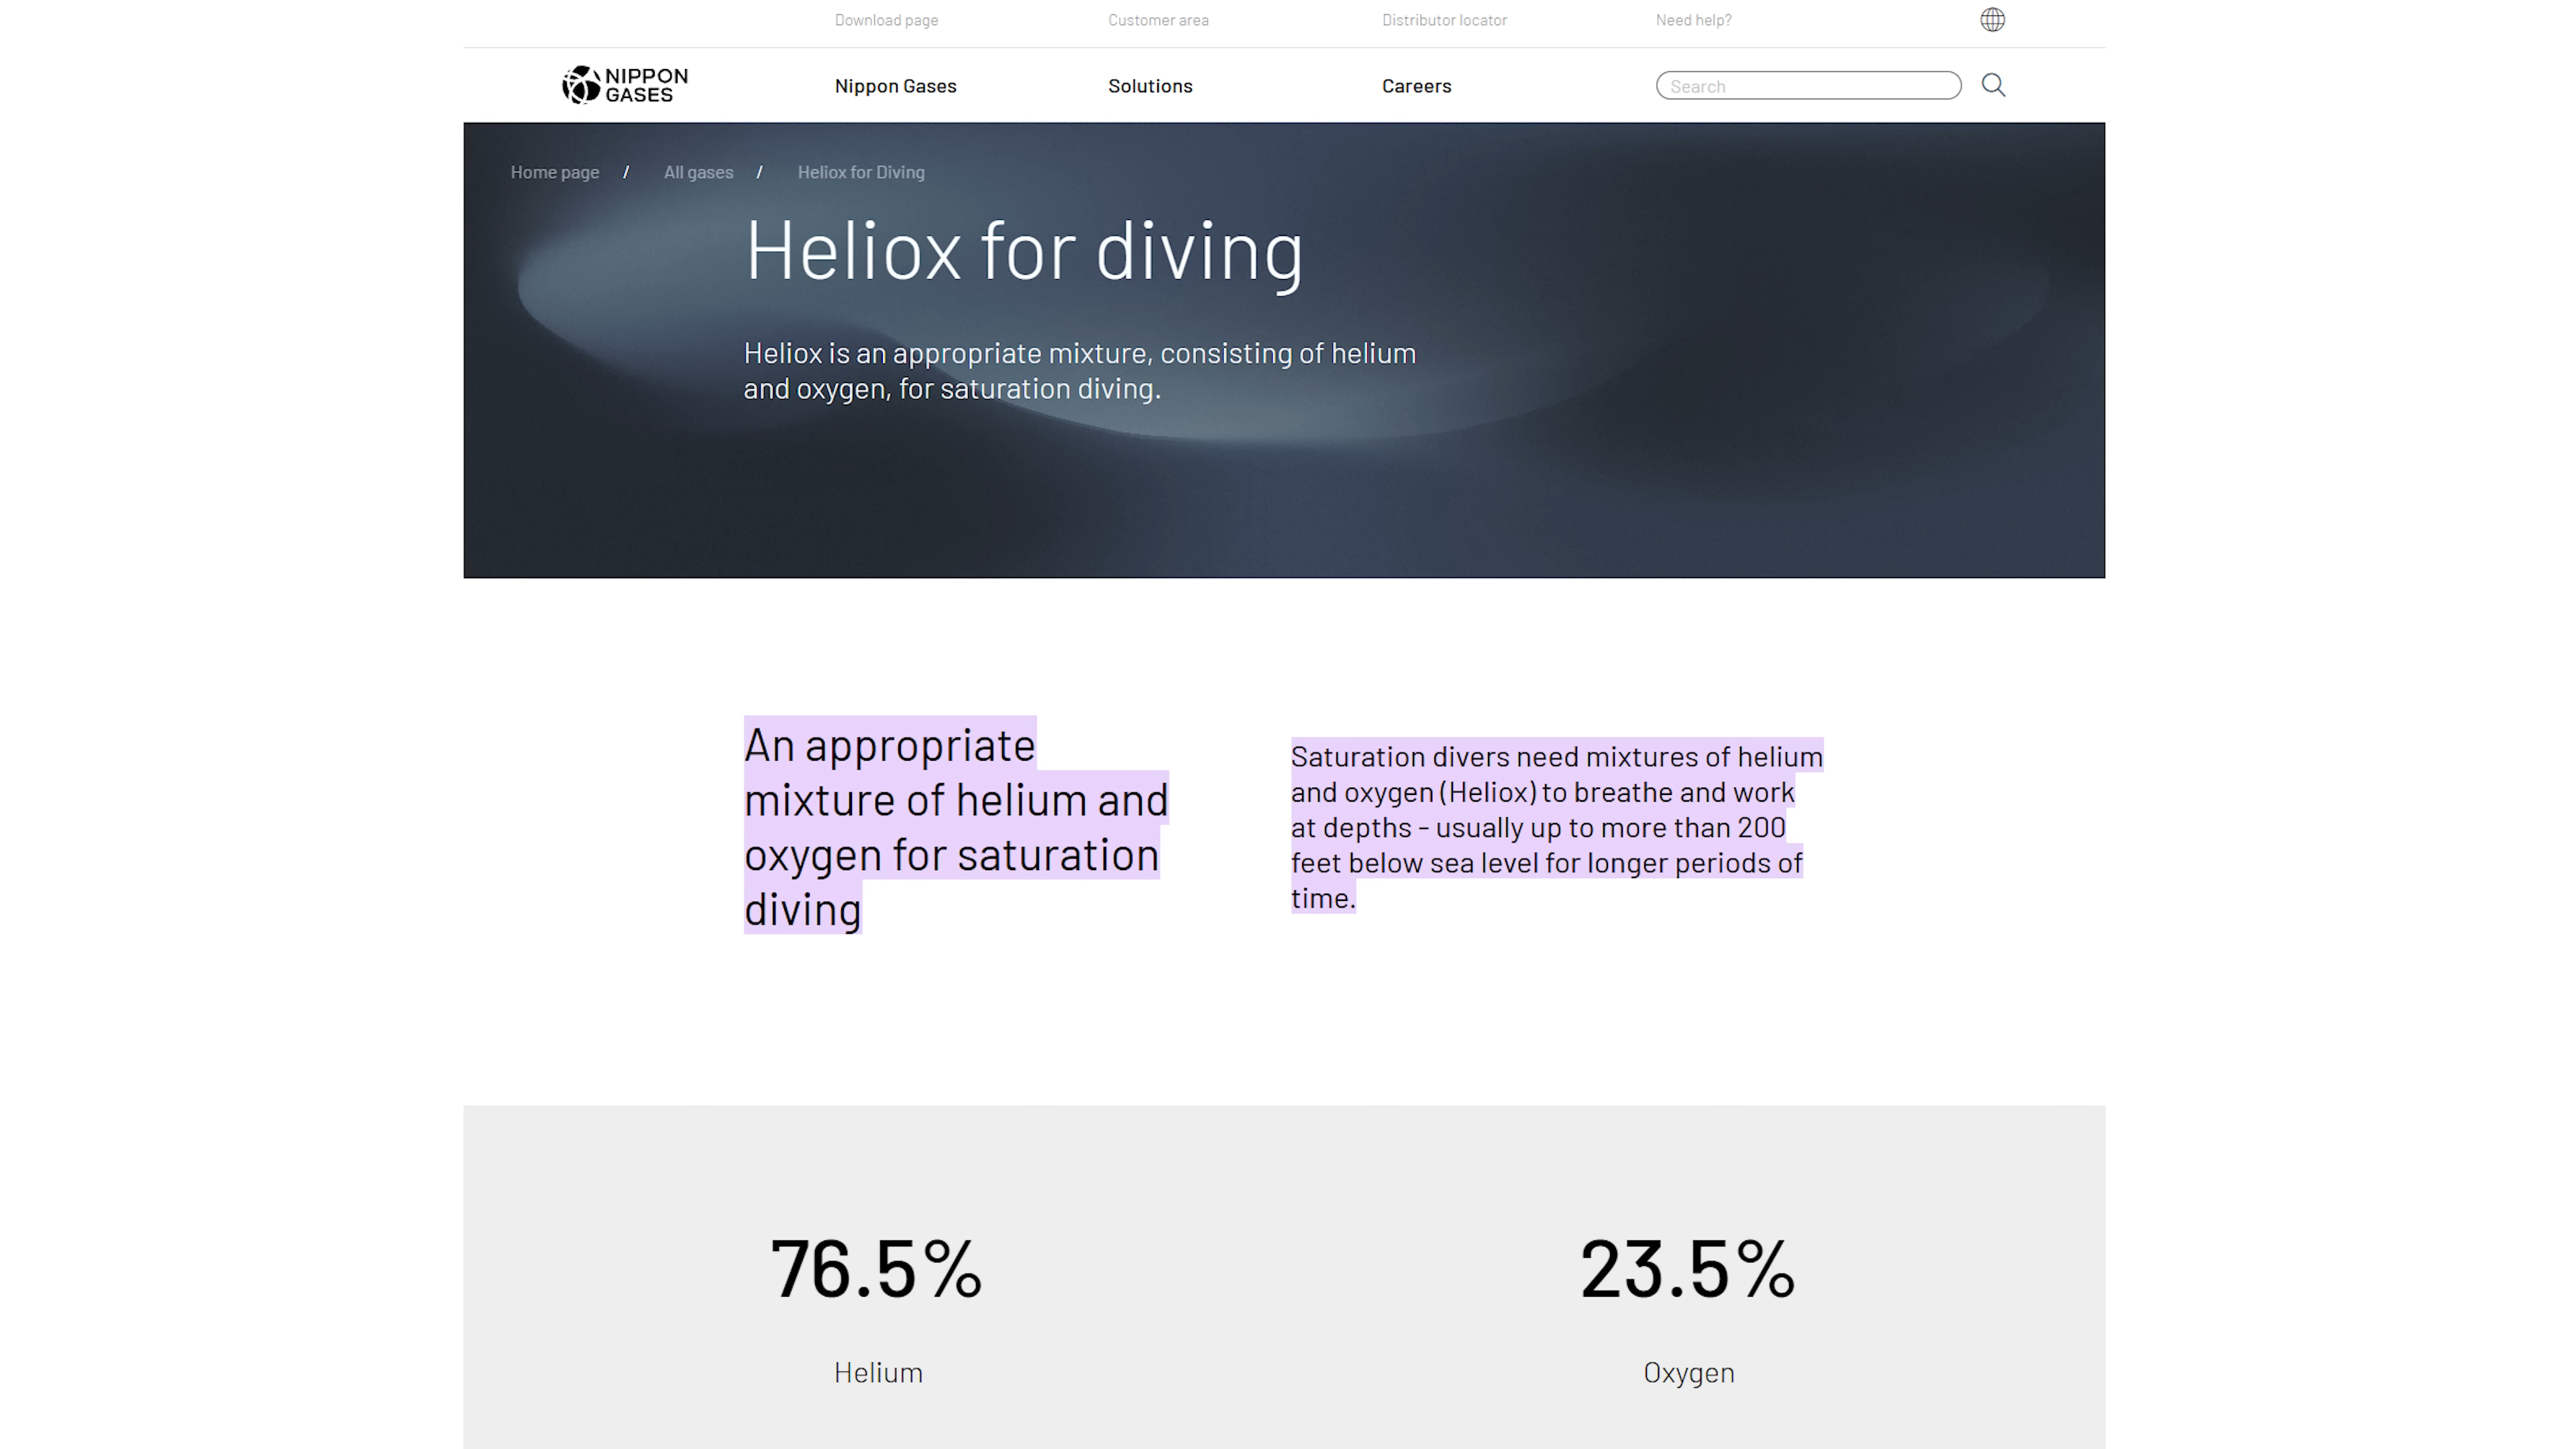 Download page
Customer area
Distributor locator
Need help?
NIPPON
GASES
Nippon Gases
Solutions
Careers
Search
Home page / All gases / Heliox for Diving
Heliox for diving
Heliox is an appropriate mixture, consisting of helium
and oxygen, for saturation diving.
An appropriate
mixture of helium and
oxygen for saturation
diving
Saturation divers need mixtures of helium
and oxygen (Heliox) to breathe and work
at depths - usually up to more than 200
feet below sea level for longer periods of
time.
76.5%
Helium
23.5%
Oxygen